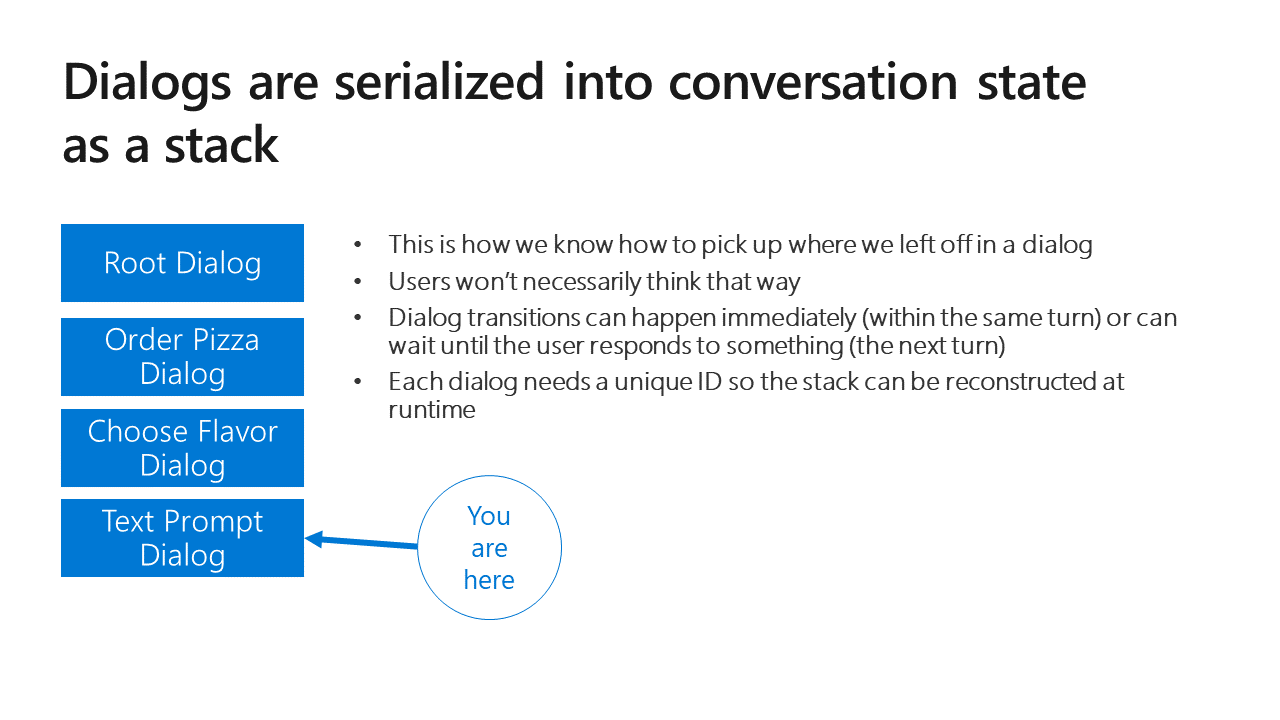 Dialogs are serialized into conversation state
as a stack
Root Dialog
Order Pizza
Dialog
Choose Flavor
Dialog
Text Prompt
Dialog
• This is how we know how to pick up where we left off in a dialog
• Users won’t necessarily think that way
• Dialog transitions can happen immediately (within the same turn) or can
wait until the user responds to something (the next turn)
• Each dialog needs a unique ID so the stack can be reconstructed at
runtime
You
are
here